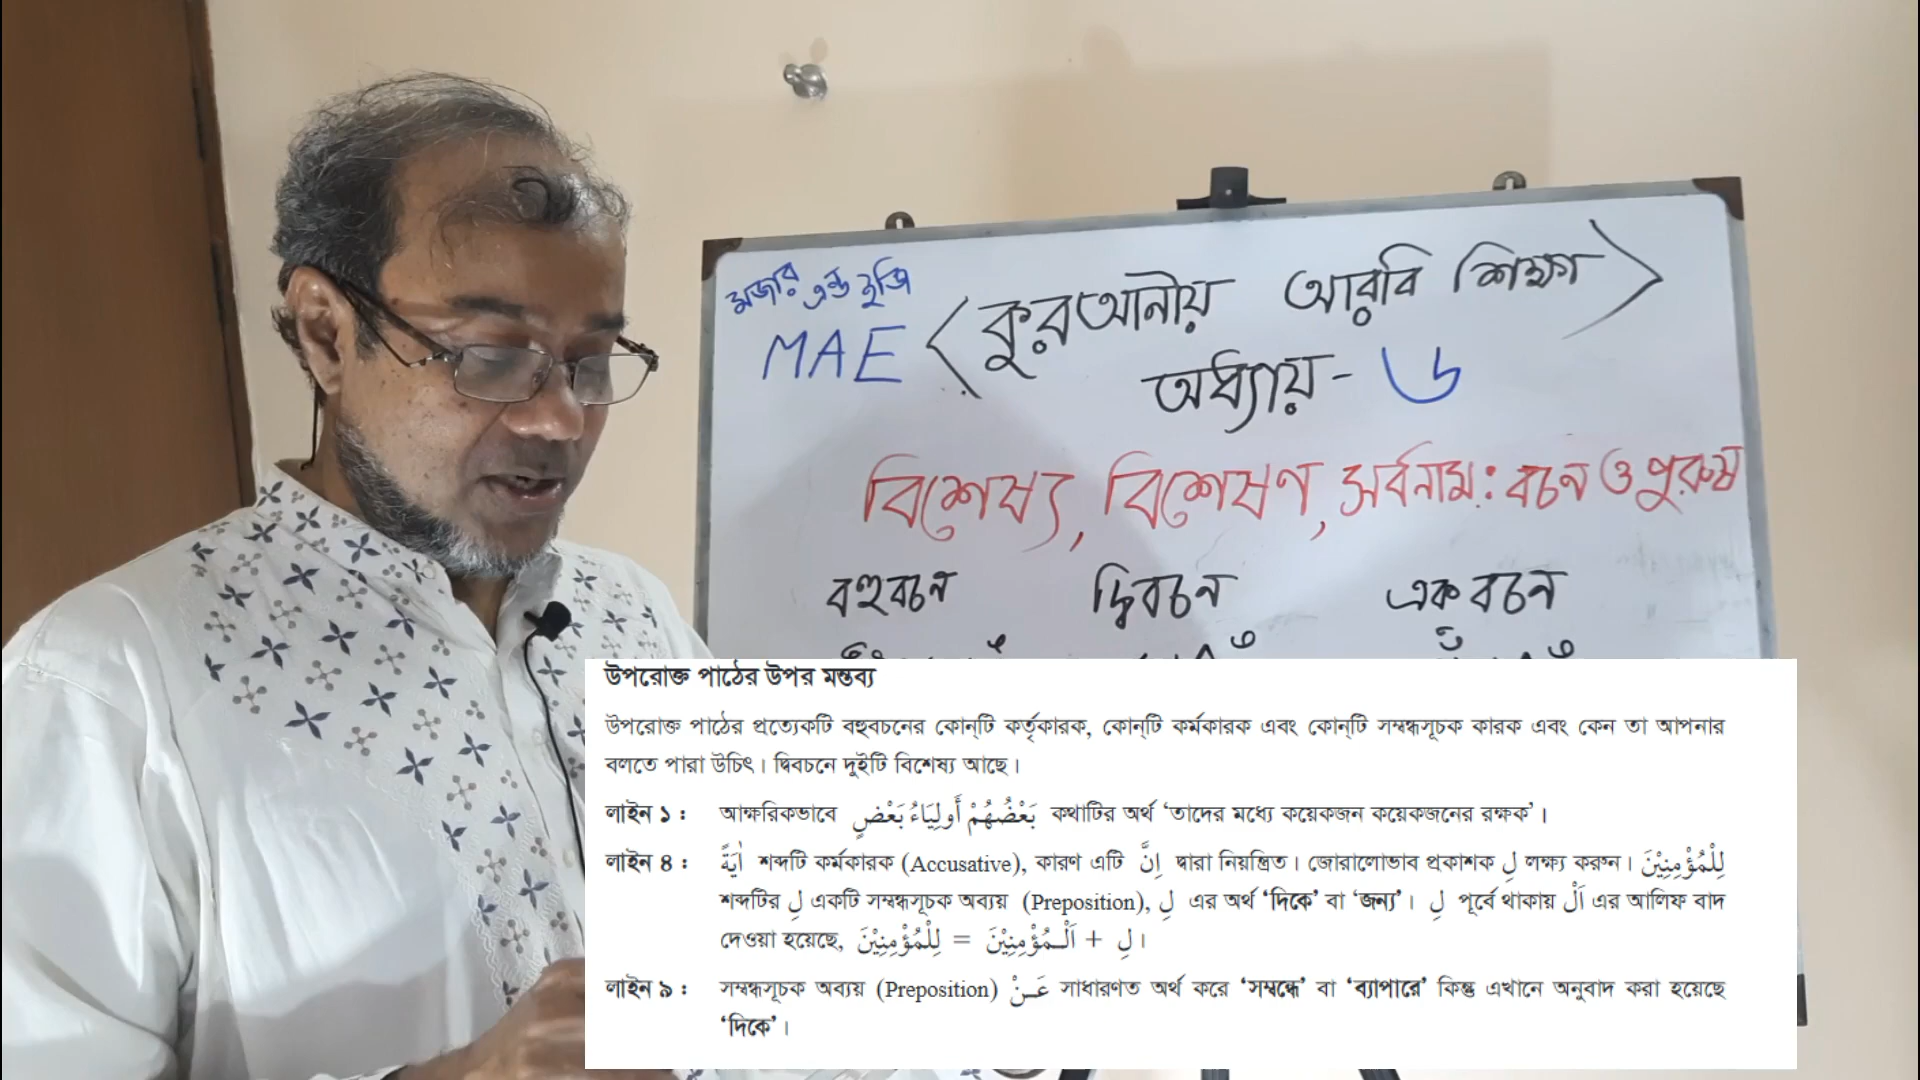 মজার এন্ড ইজি
MAE
কুরআনীয় আরবি শিক্ষা
অধ্যায়- ৬
বিশেষ্য, বিশেষণ, সর্বনাম: বচন ও পুরুষ
বহুবচন দ্বিবচন একবচন
উপরোক্ত পাঠের উপর মন্তব্য
উপরোক্ত পাঠের প্রত্যেকটি বহুবচনের কোন্‌টি কর্তৃকারক, কোন্‌টি কর্মকারক এবং কোন্‌টি সম্বন্ধসূচক কারক এবং কেন তা আপনার
বলতে পারা উচিৎ। দ্বিবচনে দুইটি বিশেষ্য আছে।
লাইন ১ : আক্ষরিকভাবে بَعْضُهُمْ أَولِيَاءُ بَعْضٍ কথাটির অর্থ ‘তাদের মধ্যে কয়েকজন কয়েকজনের রক্ষক’।
লাইন ৪ : اٰيَةً শব্দটি কর্মকারক (Accusative), কারণ এটি اِنَّ দ্বারা নিয়ন্ত্রিত। জোরালোভাব প্রকাশক لِ লক্ষ্য করুন। لِلْمُؤْمِنِيْنَ
শব্দটির لِ একটি সম্বন্ধসূচক অব্যয় (Preposition), لِ এর অর্থ ‘দিকে’ বা ‘জন্য’। لِ পূর্বে থাকায় اَلْ এর আলিফ বাদ
দেওয়া হয়েছে, لِلْمُؤْمِنِيْنَ = اَلْـمُؤْمِنِيْنَ + لِ।
লাইন ৯ : সম্বন্ধসূচক অব্যয় (Preposition) عَـنْ সাধারণত অর্থ করে ‘সম্বন্ধে’ বা ‘ব্যাপারে’ কিন্তু এখানে অনুবাদ করা হয়েছে
‘দিকে’।